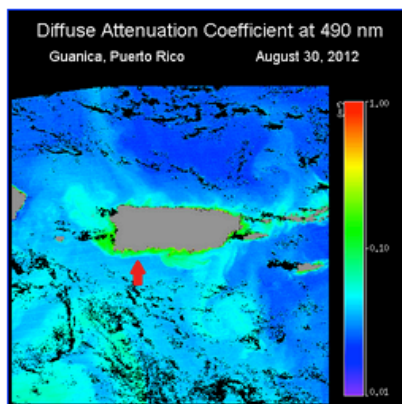 Diffuse Attenuation Coefficient at 490 nm
Guanica, Puerto Rico August 30, 2012
1.00
0.10
0.01